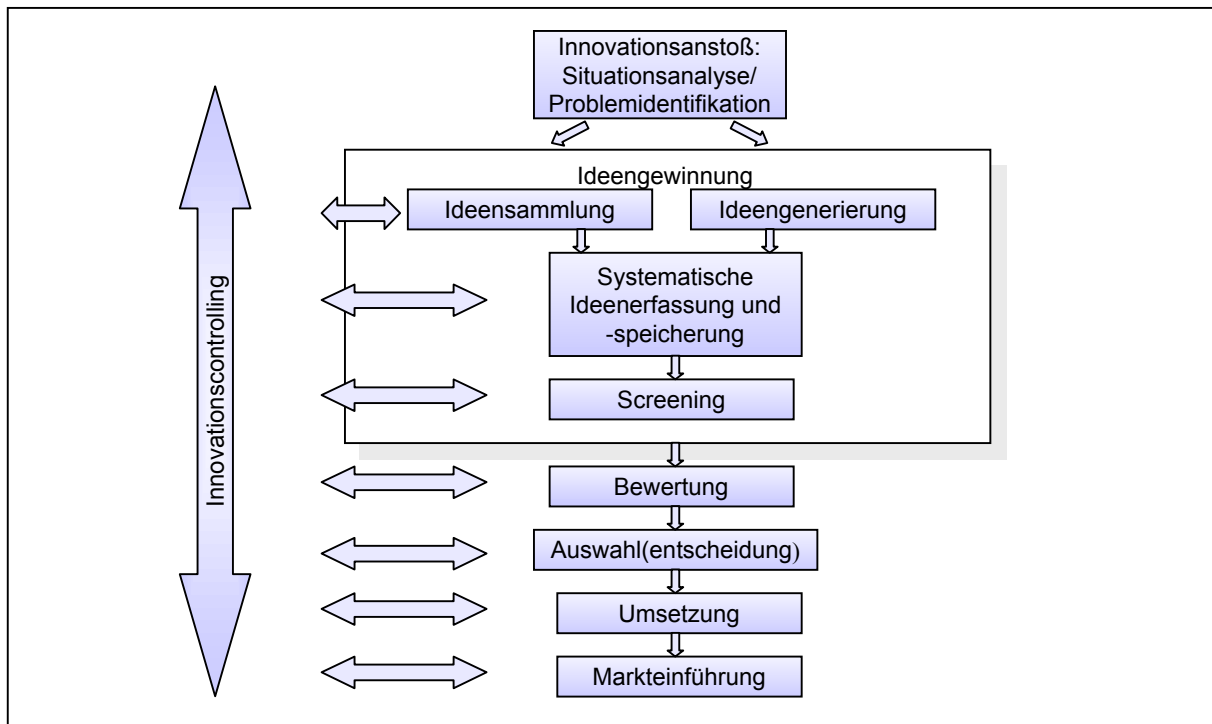 Innovationsanstoß:
Situationsanalyse/
Problemidentifikation
Ideengewinnung
Ideensammlung
Ideengenerierung
Systematische
Ideenerfassung und
-speicherung
Screening
Bewertung
Auswahl(entscheidung)
Umsetzung
Markteinführung
Innovationscontrolling